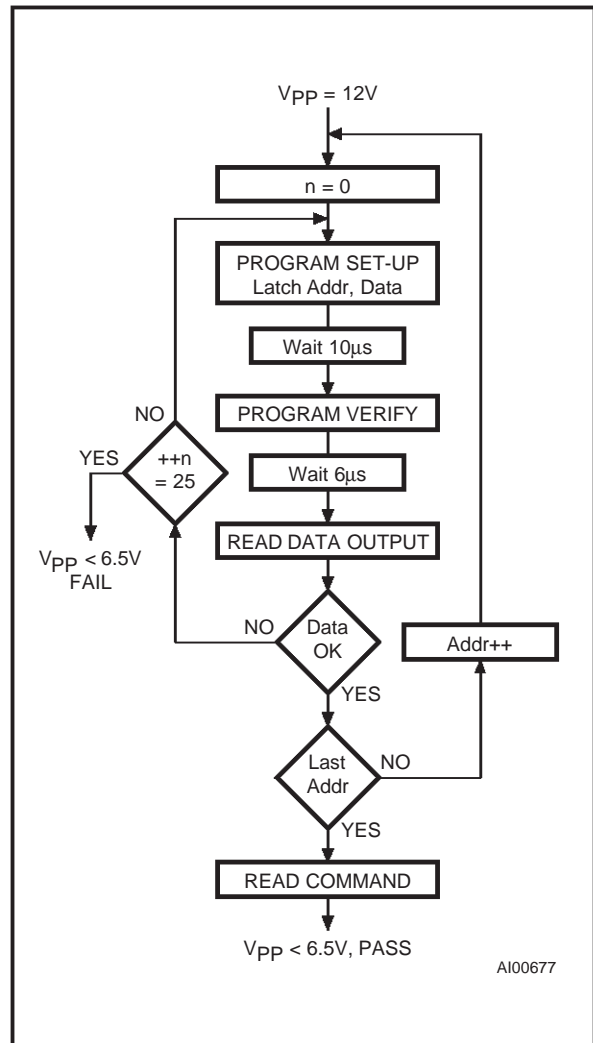 VPP = 12V
n = 0
PROGRAM SET-UP
Latch Addr, Data
Wait 10µs
PROGRAM VERIFY
Wait 6µs
READ DATA OUTPUT
Data
OK
NO
YES
++n
= 25
NO
YES
VPP < 6.5V
FAIL
Last
Addr
NO
YES
Addr++
READ COMMAND
VPP < 6.5V, PASS
AI00677